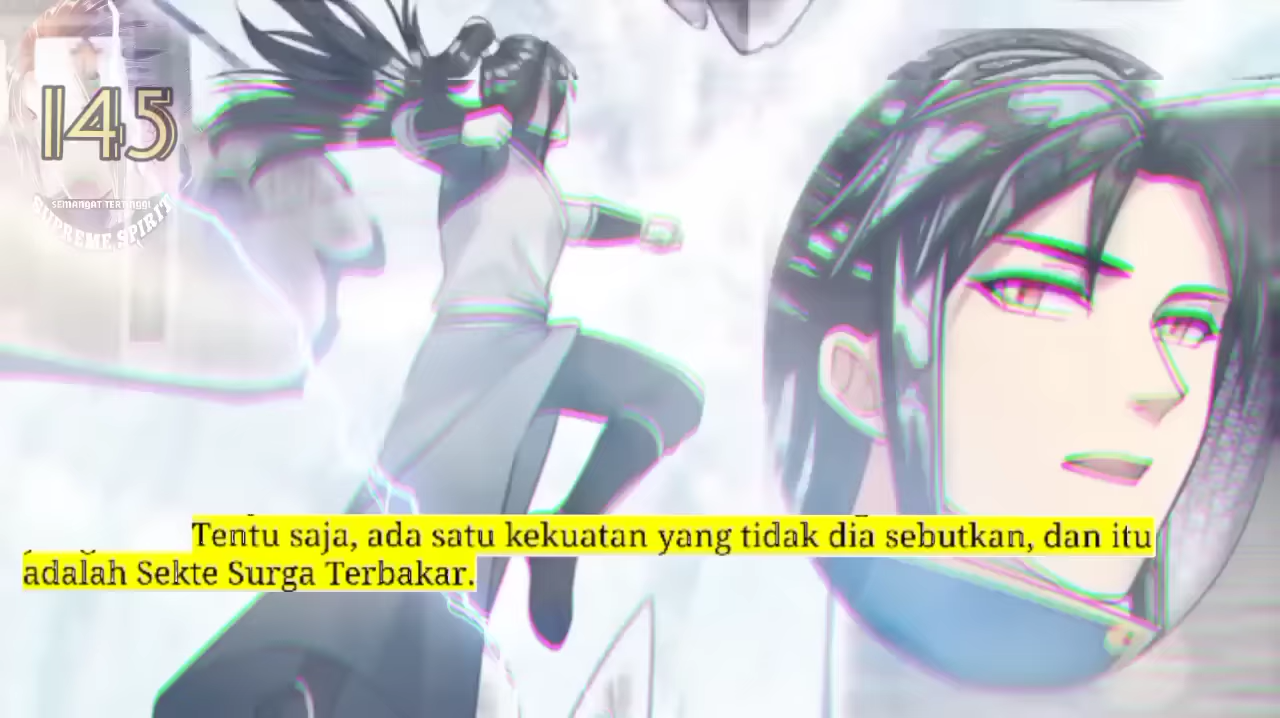 145
SEMANGAT TERTINGGI
SUPREME SPIRIT
Tentu saja, ada satu kekuatan yang tidak dia sebutkan, dan itu
adalah Sekte Surga Terbakar.